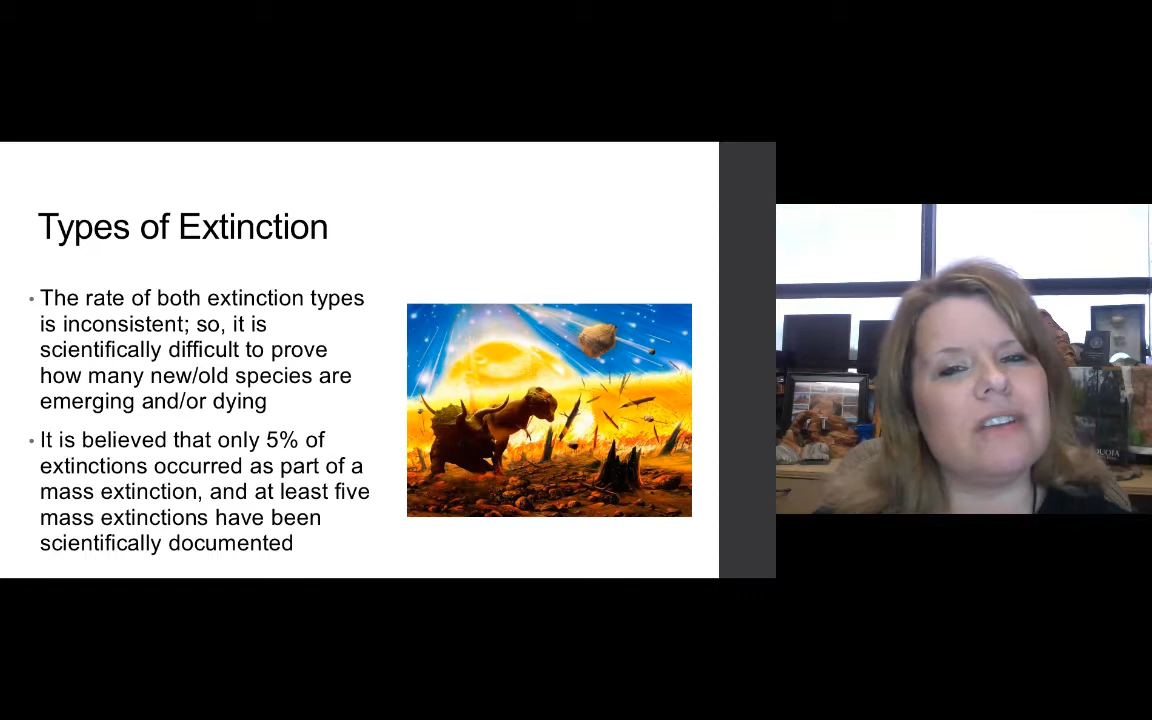 Types of Extinction
• The rate of both extinction types
is inconsistent; so, it is
scientifically difficult to prove
how many new/old species are
emerging and/or dying
• It is believed that only 5% of
extinctions occurred as part of a
mass extinction, and at least five
mass extinctions have been
scientifically documented